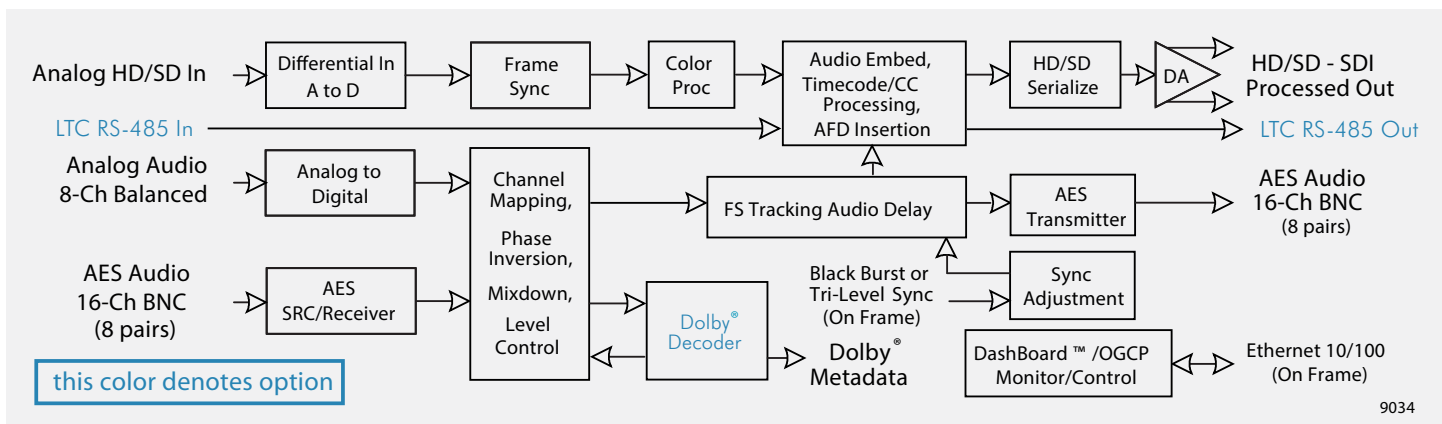 Analog HD/SD In
Differential In
A to D
Frame
Sync
Color
Proc
Audio Embed,
Timecode/CC
Processing,
AFD Insertion
HD/SD
Serialize
DA
HD/SD - SDI
Processed Out
LTC RS-485 In
LTC RS-485 Out
Analog Audio
8-Ch Balanced
Analog to
Digital
Channel
Mapping,
Phase
Inversion,
Mixdown,
Level
Control
FS Tracking Audio Delay
AES
Transmitter
AES Audio
16-Ch BNC
(8 pairs)
AES Audio
16-Ch BNC
(8 pairs)
AES
SRC/Receiver
Dolby®
Decoder
Black Burst or
Tri-Level Sync
(On Frame)
Sync
Adjustment
Dolby®
Metadata
DashBoard ™ /OGCP
Monitor/Control
Ethernet 10/100
(On Frame)
this color denotes option
9034